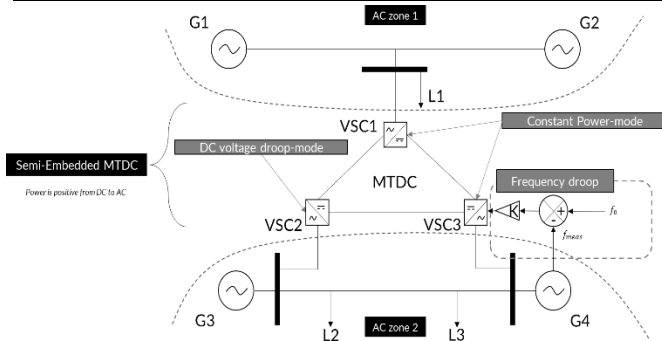 AC zone 1
G1
G2
L1
VSC1
Constant Power-mode
DC voltage droop-mode
Semi-Embedded MTDC
Power is positive from DC to AC
MTDC
Frequency droop
K
+
-
f₀
fmeas
VSC2
VSC3
G3
G4
L2
AC zone 2
L3